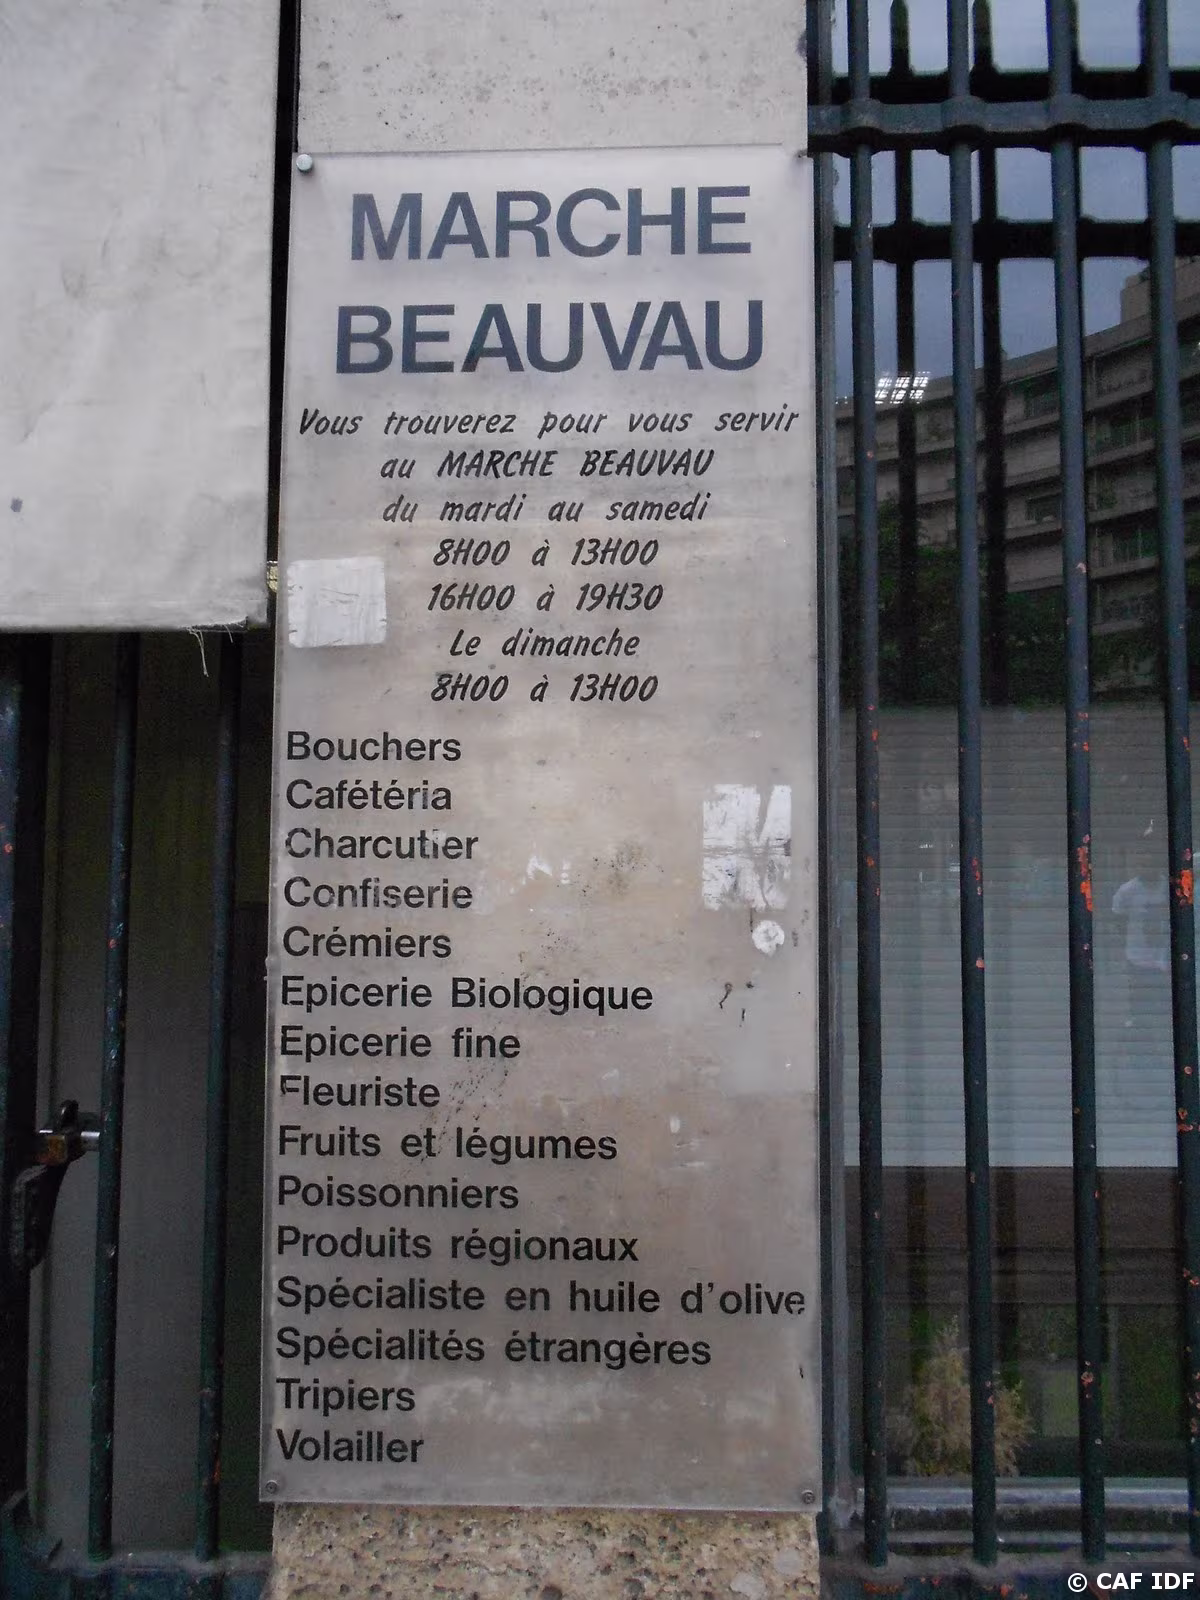 MARCHE
BEAUVAU
Vous trouverez pour vous servir
au MARCHE BEAUVAU
du mardi au samedi
8H00 à 13H00
16H00 à 19H30
Le dimanche
8H00 à 13H00
Bouchers
Cafétéria
Charcutier
Confiserie
Crémiers
Epicerie Biologique
Epicerie fine
Fleuriste
Fruits et légumes
Poissonniers
Produits régionaux
Spécialiste en huile d'olive
Spécialités étrangères
Tripiers
Volailler
© CAF IDF